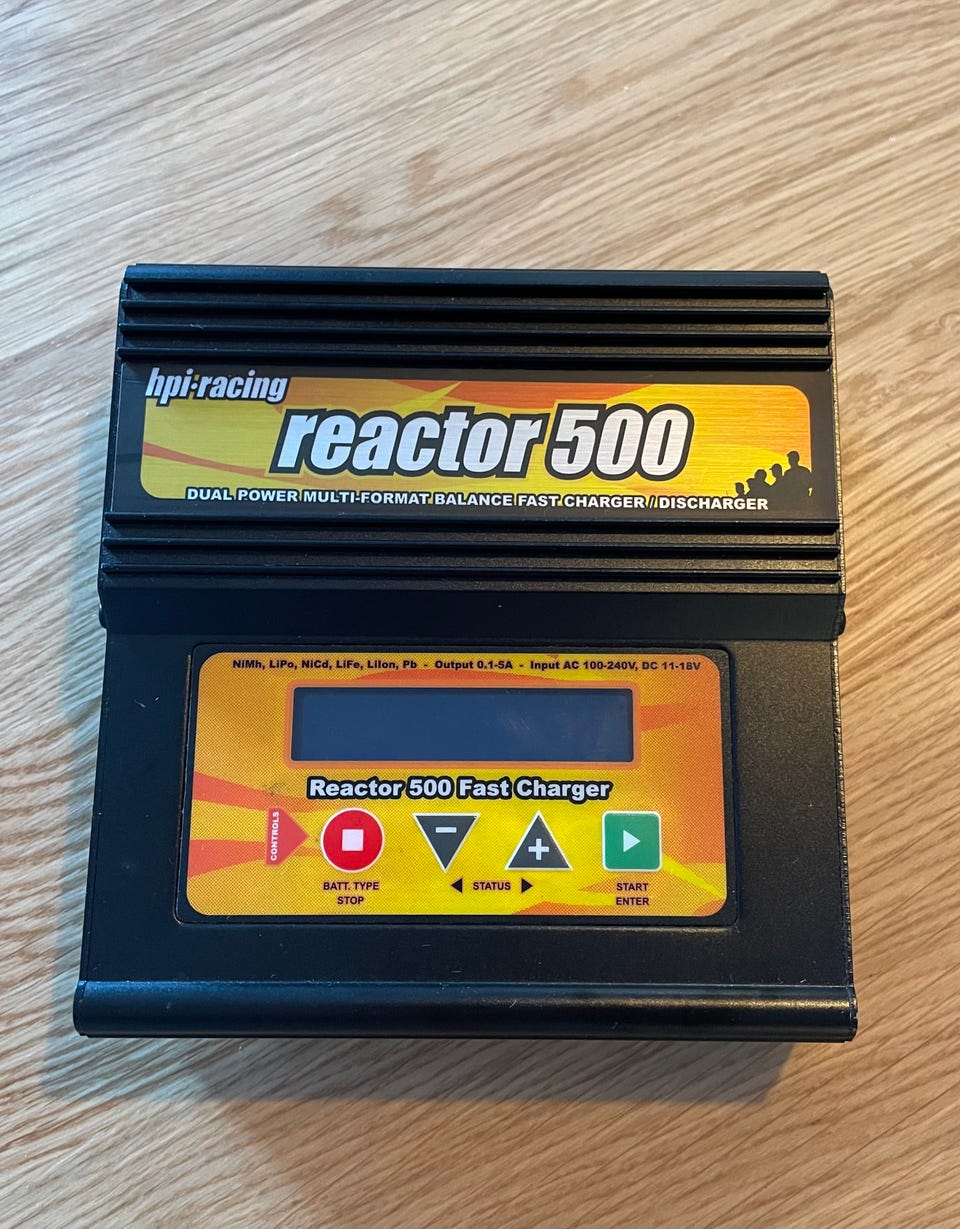 hpi·racing
reactor 500
DUAL POWER MULTI-FORMAT BALANCE FAST CHARGER / DISCHARGER
NiMh, LiPo, NiCd, LiFe, LiIon, Pb - Output 0.1-5A - Input AC 100-240V, DC 11-18V
Reactor 500 Fast Charger
CONTROLS
BATT. TYPE
STOP
STATUS
START
ENTER